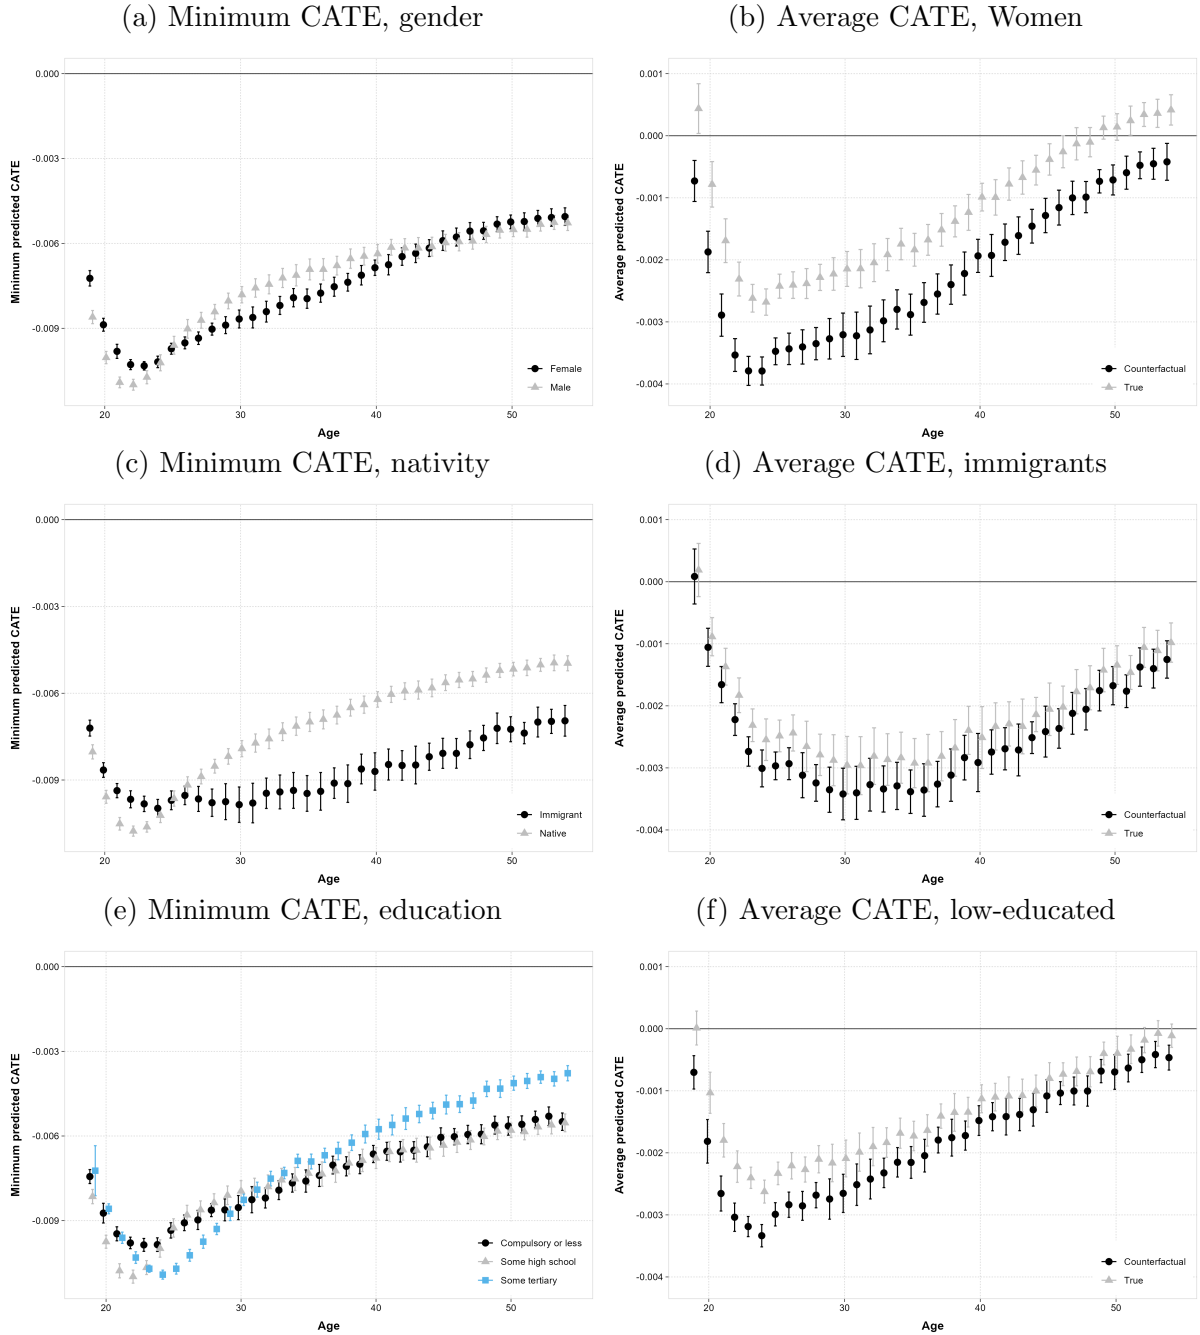 (a) Minimum CATE, gender
0.000
-0.003
-0.006
-0.009
Minimum predicted CATE
20 30 40 50
Age
Female
Male
(b) Average CATE, Women
0.001
0.000
-0.001
-0.002
-0.003
-0.004
Average predicted CATE
20 30 40 50
Age
Counterfactual
True
(c) Minimum CATE, nativity
0.000
-0.003
-0.006
-0.009
Minimum predicted CATE
20 30 40 50
Age
Immigrant
Native
(d) Average CATE, immigrants
0.001
0.000
-0.001
-0.002
-0.003
-0.004
Average predicted CATE
20 30 40 50
Age
Counterfactual
True
(e) Minimum CATE, education
0.000
-0.003
-0.006
-0.009
Minimum predicted CATE
20 30 40 50
Age
Compulsory or less
Some high school
Some tertiary
(f) Average CATE, low-educated
0.001
0.000
-0.001
-0.002
-0.003
-0.004
Average predicted CATE
20 30 40 50
Age
Counterfactual
True